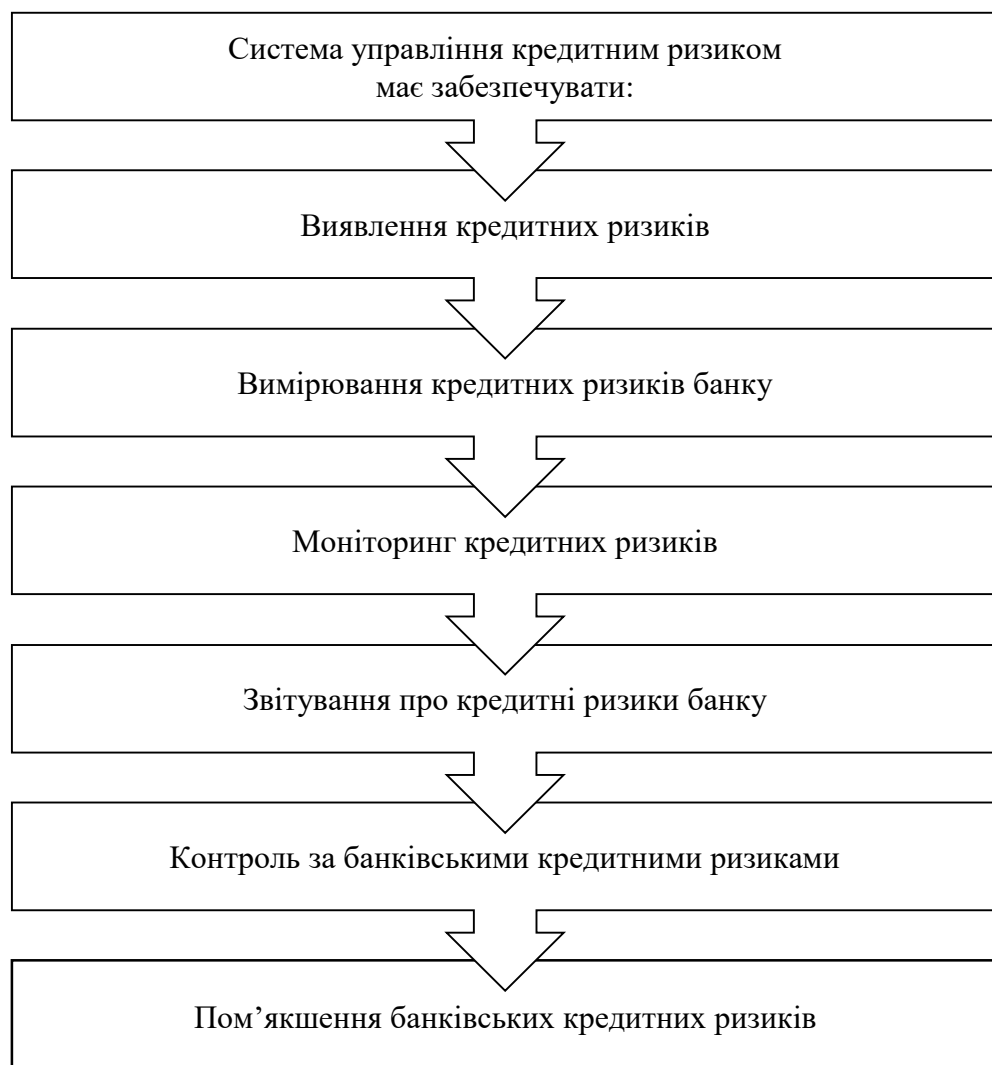 Система управління кредитним ризиком
має забезпечувати:
Виявлення кредитних ризиків
Вимірювання кредитних ризиків банку
Моніторинг кредитних ризиків
Звітування про кредитні ризики банку
Контроль за банківськими кредитними ризиками
Пом’якшення банківських кредитних ризиків